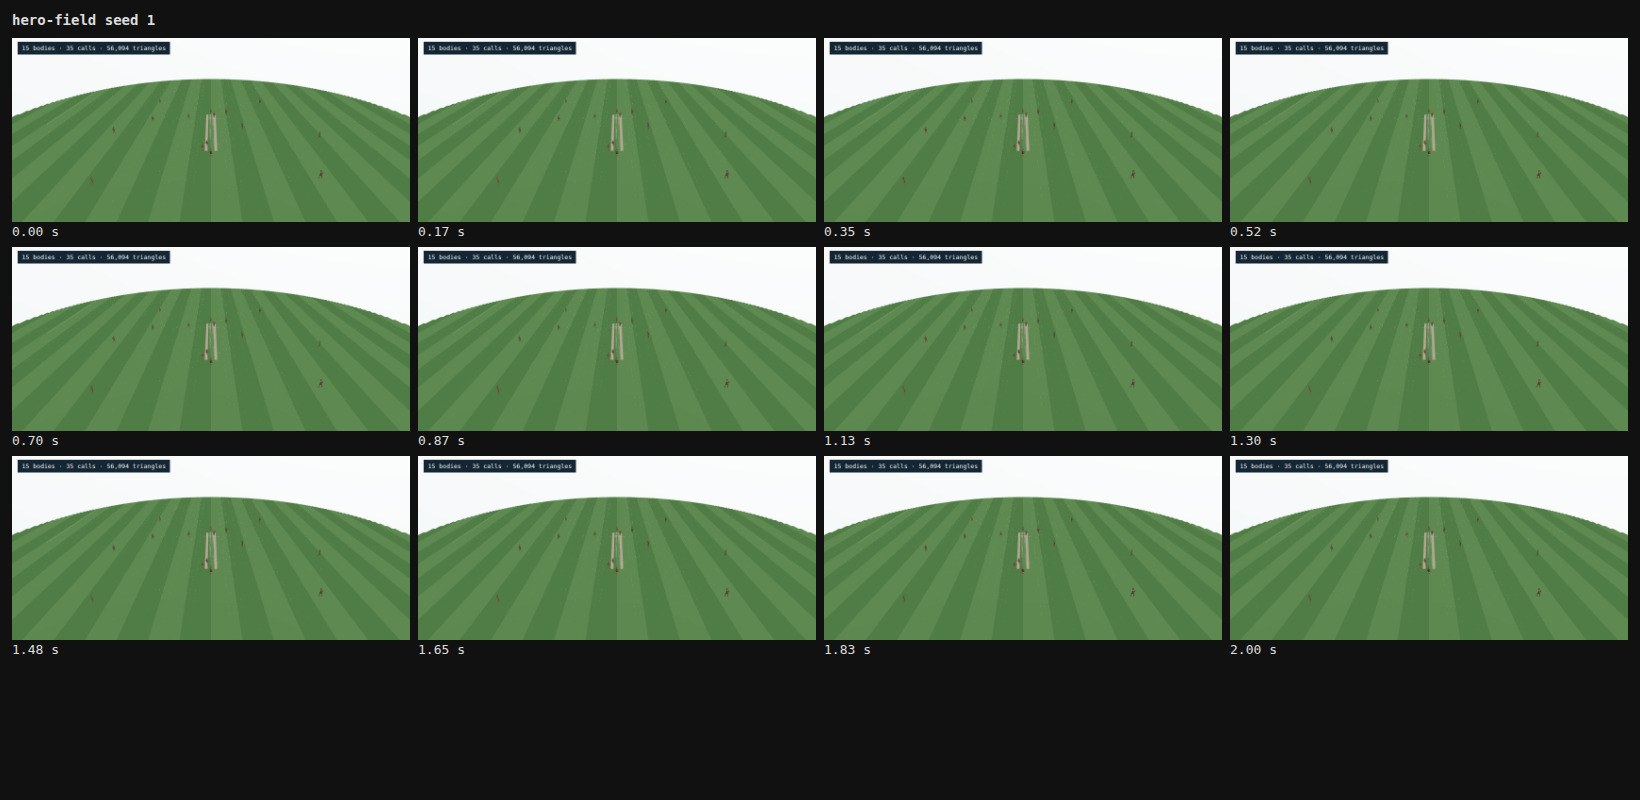 hero-field seed 1
15 bodies · 35 calls · 56,094 triangles
15 bodies · 35 calls · 56,094 triangles
15 bodies · 35 calls · 56,094 triangles
15 bodies · 35 calls · 56,094 triangles
0.00 s
0.17 s
0.35 s
0.52 s
15 bodies · 35 calls · 56,094 triangles
15 bodies · 35 calls · 56,094 triangles
15 bodies · 35 calls · 56,094 triangles
15 bodies · 35 calls · 56,094 triangles
0.70 s
0.87 s
1.13 s
1.30 s
15 bodies · 35 calls · 56,094 triangles
15 bodies · 35 calls · 56,094 triangles
15 bodies · 35 calls · 56,094 triangles
15 bodies · 35 calls · 56,094 triangles
1.48 s
1.65 s
1.83 s
2.00 s